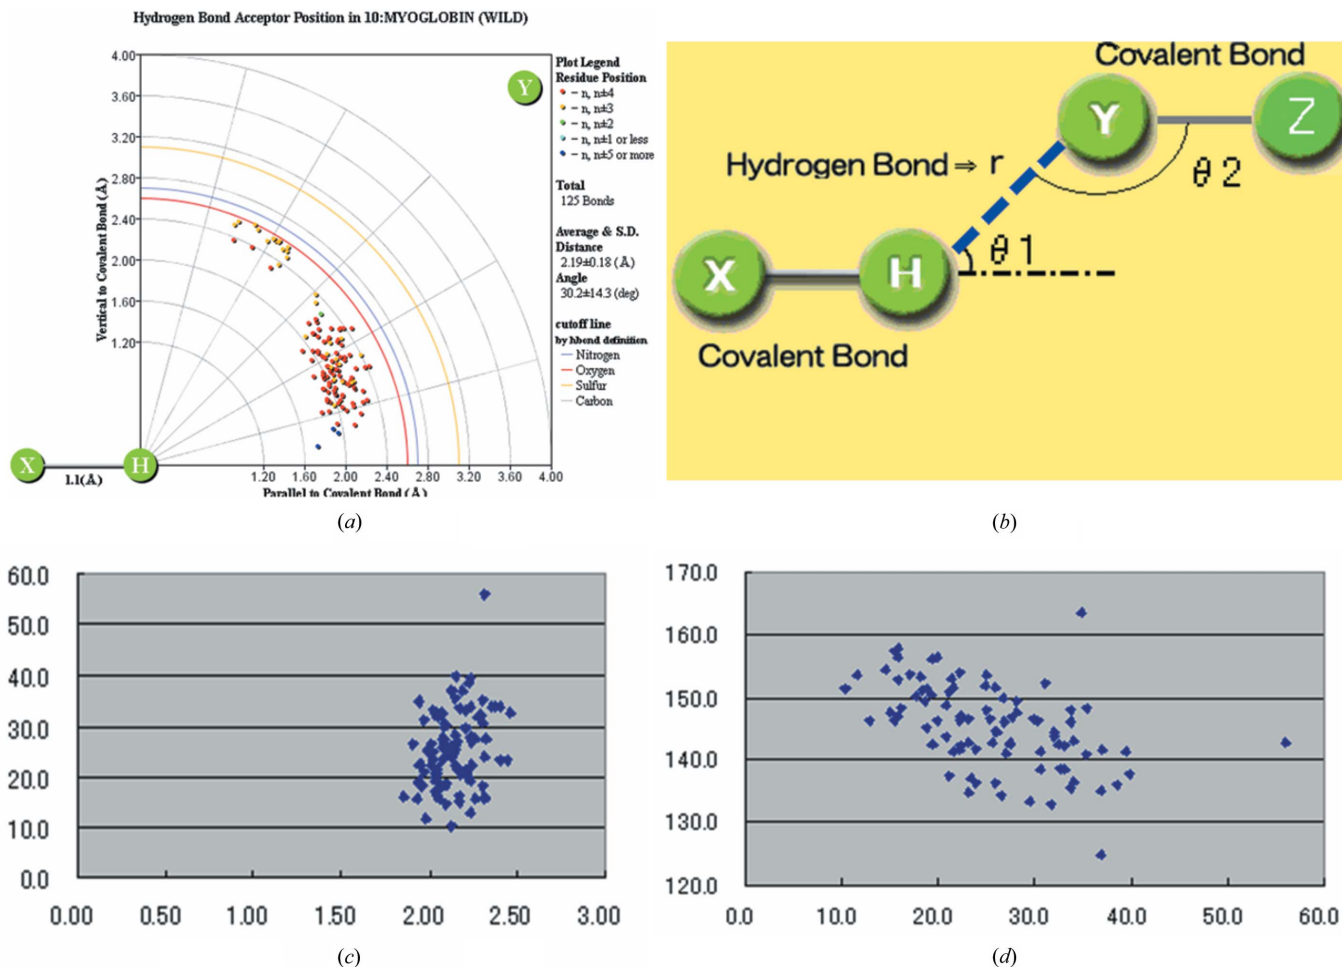 Hydrogen Bond Acceptor Position in 10:MYOGLOBIN (WILD)
4.00
3.60
3.20
2.80
2.40
2.00
1.60
1.20
Vertical to Covalent Bond (Å)
Y
Plot Legend
Residue Position
– n, n±4
– n, n±3
– n, n±2
– n, n±1 or less
– n, n±5 or more
Total
125 Bonds
Average & S.D.
Distance
2.19±0.18 (Å)
Angle
30.2±14.3 (deg)
cutoff line
by hbond definition
Nitrogen
Oxygen
Sulfur
Carbon
X H
1.1(Å)
1.20 1.60 2.00 2.40 2.80 3.20 3.60 4.00
Parallel to Covalent Bond (Å)
(a)
Covalent Bond
Y Z
Hydrogen Bond ⇒ r
θ2
X H
θ1
Covalent Bond
(b)
60.0
50.0
40.0
30.0
20.0
10.0
0.0
0.00 0.50 1.00 1.50 2.00 2.50 3.00
(c)
170.0
160.0
150.0
140.0
130.0
120.0
0.0 10.0 20.0 30.0 40.0 50.0 60.0
(d)